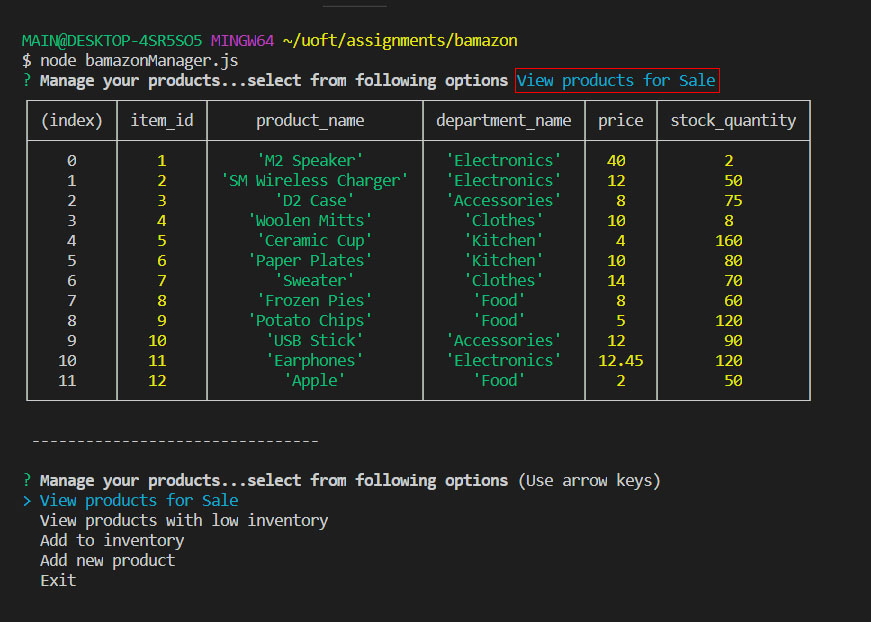 MAIN@DESKTOP-4SR5SO5 MINGW64 ~/uoft/assignments/bamazon
$ node bamazonManager.js
? Manage your products...select from following options View products for Sale
(index) item_id product_name department_name price stock_quantity
0 1 'M2 Speaker' 'Electronics' 40 2
1 2 'SM Wireless Charger' 'Electronics' 12 50
2 3 'D2 Case' 'Accessories' 8 75
3 4 'Woolen Mitts' 'Clothes' 10 8
4 5 'Ceramic Cup' 'Kitchen' 4 160
5 6 'Paper Plates' 'Kitchen' 10 80
6 7 'Sweater' 'Clothes' 14 70
7 8 'Frozen Pies' 'Food' 8 60
8 9 'Potato Chips' 'Food' 5 120
9 10 'USB Stick' 'Accessories' 12 90
10 11 'Earphones' 'Electronics' 12.45 120
11 12 'Apple' 'Food' 2 50
--------------------------------
? Manage your products...select from following options (Use arrow keys)
> View products for Sale
View products with low inventory
Add to inventory
Add new product
Exit